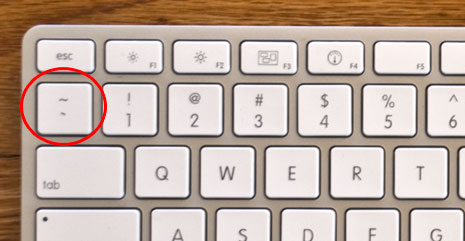 esc F1 F2 F3 F4 F5
~ ! @ # $ % ^
` 1 2 3 4 5 6
tab Q W E R T
A S D F G